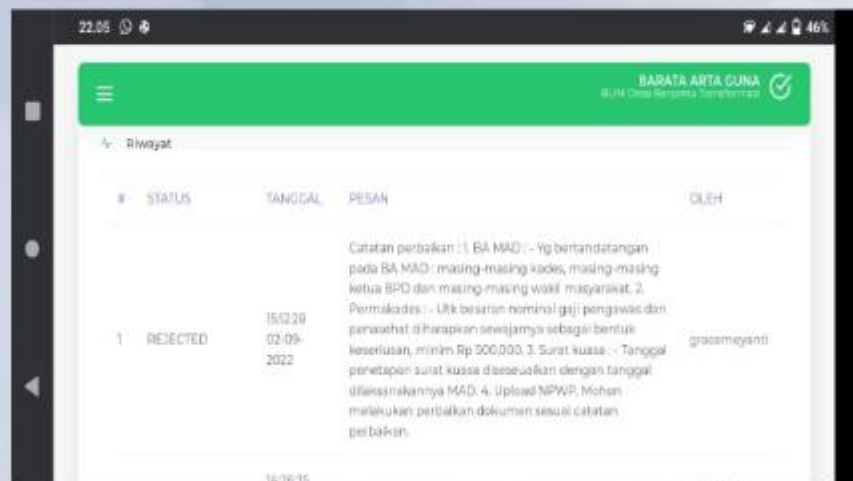 22.05 46%
BARATA ARTA GUNA
BUM Desa Bersama Transformasi
Riwayat
# STATUS TANGGAL PESAN OLEH
Catatan perbaikan : 1. BA MAD : - Yg bertandatangan
pada BA MAD : masing-masing kades, masing-masing
ketua BPD dan masing-masing wakil masyarakat. 2.
Permakades : - Utk besaran nominal gaji pengawas dan
penasehat diharapkan sewajarnya sebagai bentuk
keseriusan, minim Rp 500,000. 3. Surat kuasa : - Tanggal
penetapan surat kuasa disesuaikan dengan tanggal
dilaksanakannya MAD. 4. Upload NPWP. Mohon
melakukan perbaikan dokumen sesuai catatan
perbaikan.
1 REJECTED
15:12:28
02-09-
2022
gracemeyanti